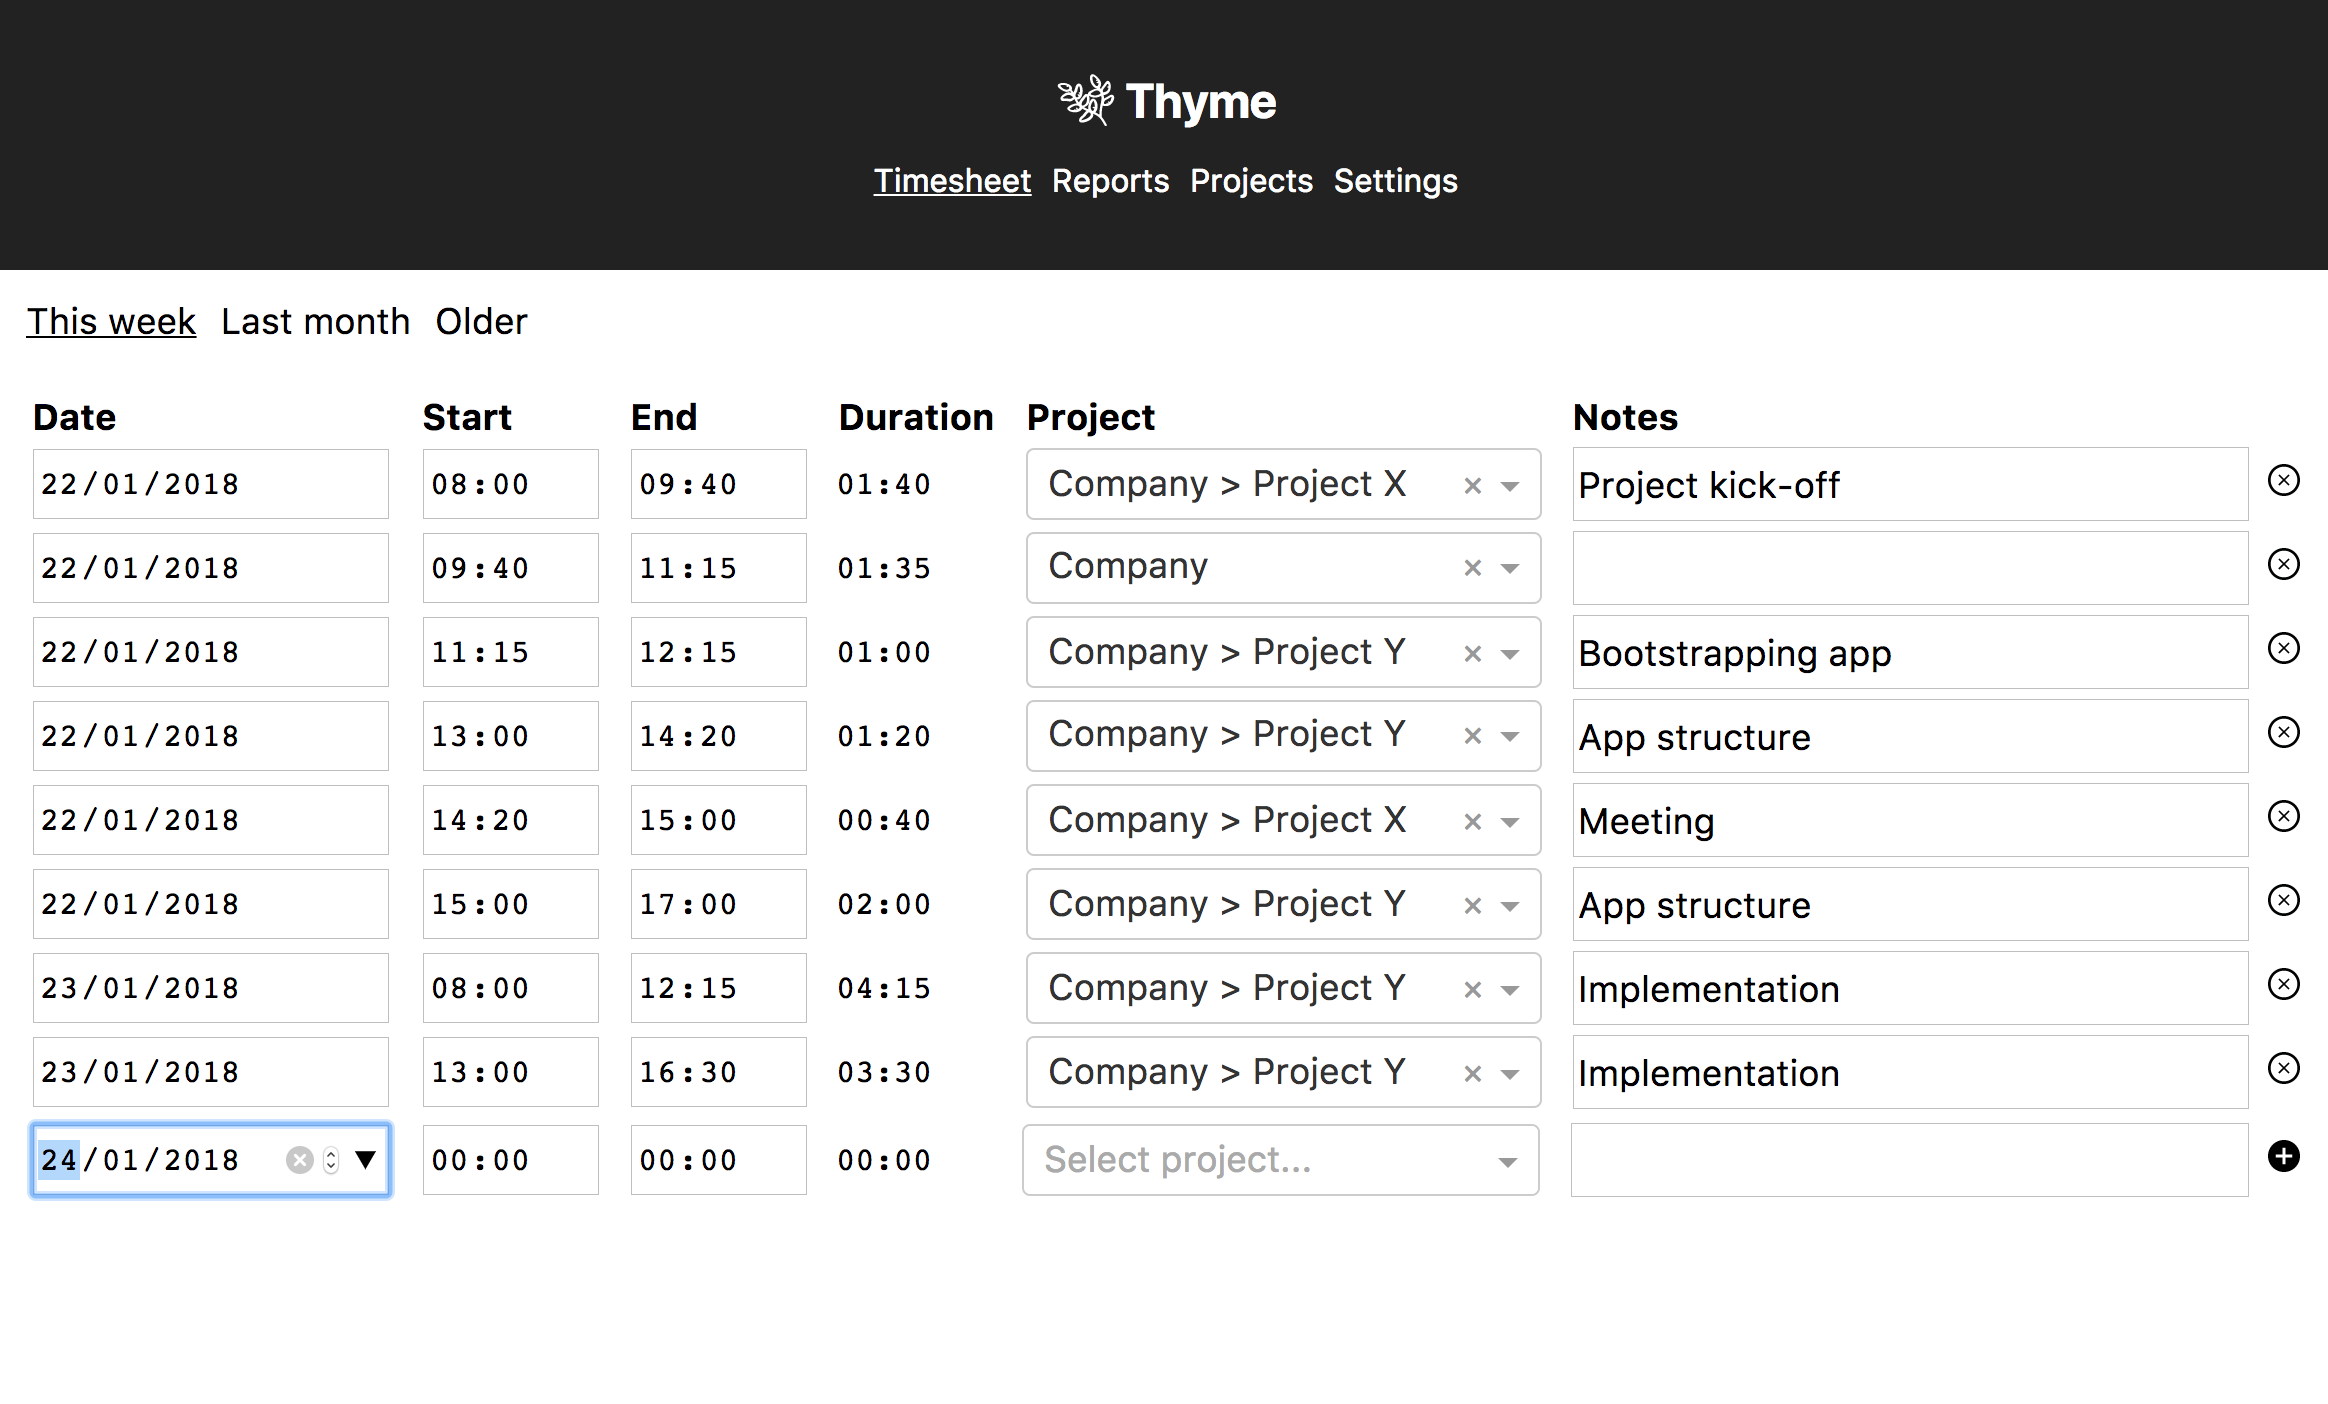 Thyme
Timesheet Reports Projects Settings
This week Last month Older
Date Start End Duration Project Notes
22/01/2018 08:00 09:40 01:40 Company > Project X × Project kick-off
22/01/2018 09:40 11:15 01:35 Company ×
22/01/2018 11:15 12:15 01:00 Company > Project Y × Bootstrapping app
22/01/2018 13:00 14:20 01:20 Company > Project Y × App structure
22/01/2018 14:20 15:00 00:40 Company > Project X × Meeting
22/01/2018 15:00 17:00 02:00 Company > Project Y × App structure
23/01/2018 08:00 12:15 04:15 Company > Project Y × Implementation
23/01/2018 13:00 16:30 03:30 Company > Project Y × Implementation
24/01/2018 00:00 00:00 00:00 Select project...